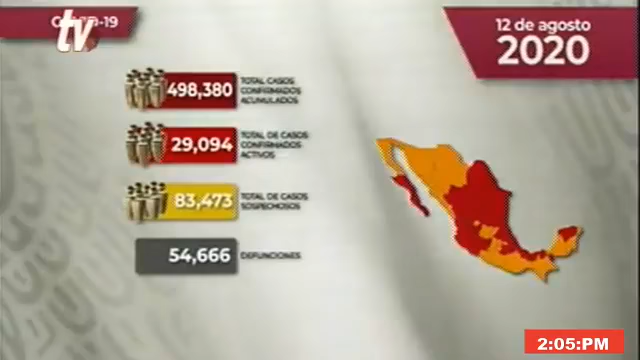 COVID-19
tv
12 de agosto
2020
498,380
TOTAL CASOS
CONFIRMADOS
ACUMULADOS
29,094
TOTAL DE CASOS
CONFIRMADOS
ACTIVOS
83,473
TOTAL DE CASOS
SOSPECHOSOS
54,666
DEFUNCIONES
2:05:PM